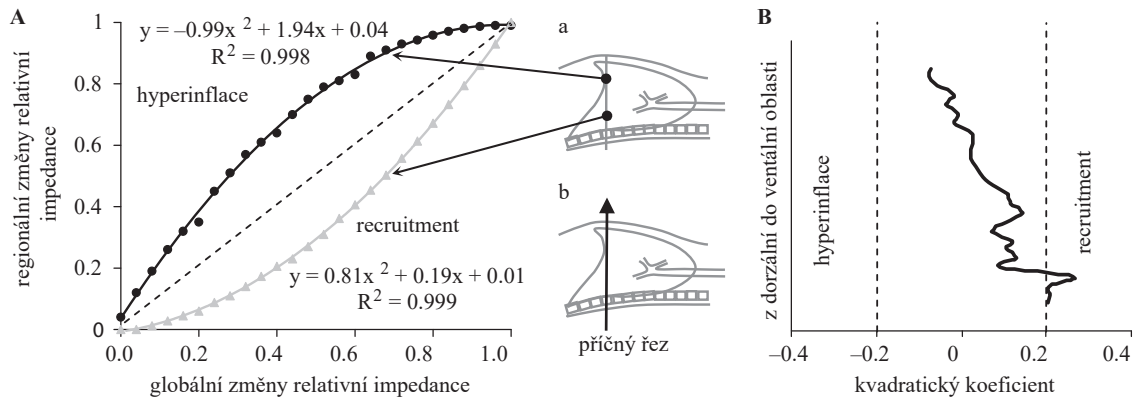 A
y = –0.99x 2 + 1.94x + 0.04
R2 = 0.998
hyperinflace
recruitment
y = 0.81x 2 + 0.19x + 0.01
R2 = 0.999
regionální změny relativní
impedance
1
0.8
0.6
0.4
0.2
0
0.0
0.2
0.4
0.6
0.8
1.0
globální změny relativní impedance
a
b
příčný řez
B
z dorzální do ventální oblasti
hyperinflace
recruitment
–0.4
–0.2
0
0.2
0.4
kvadratický koeficient